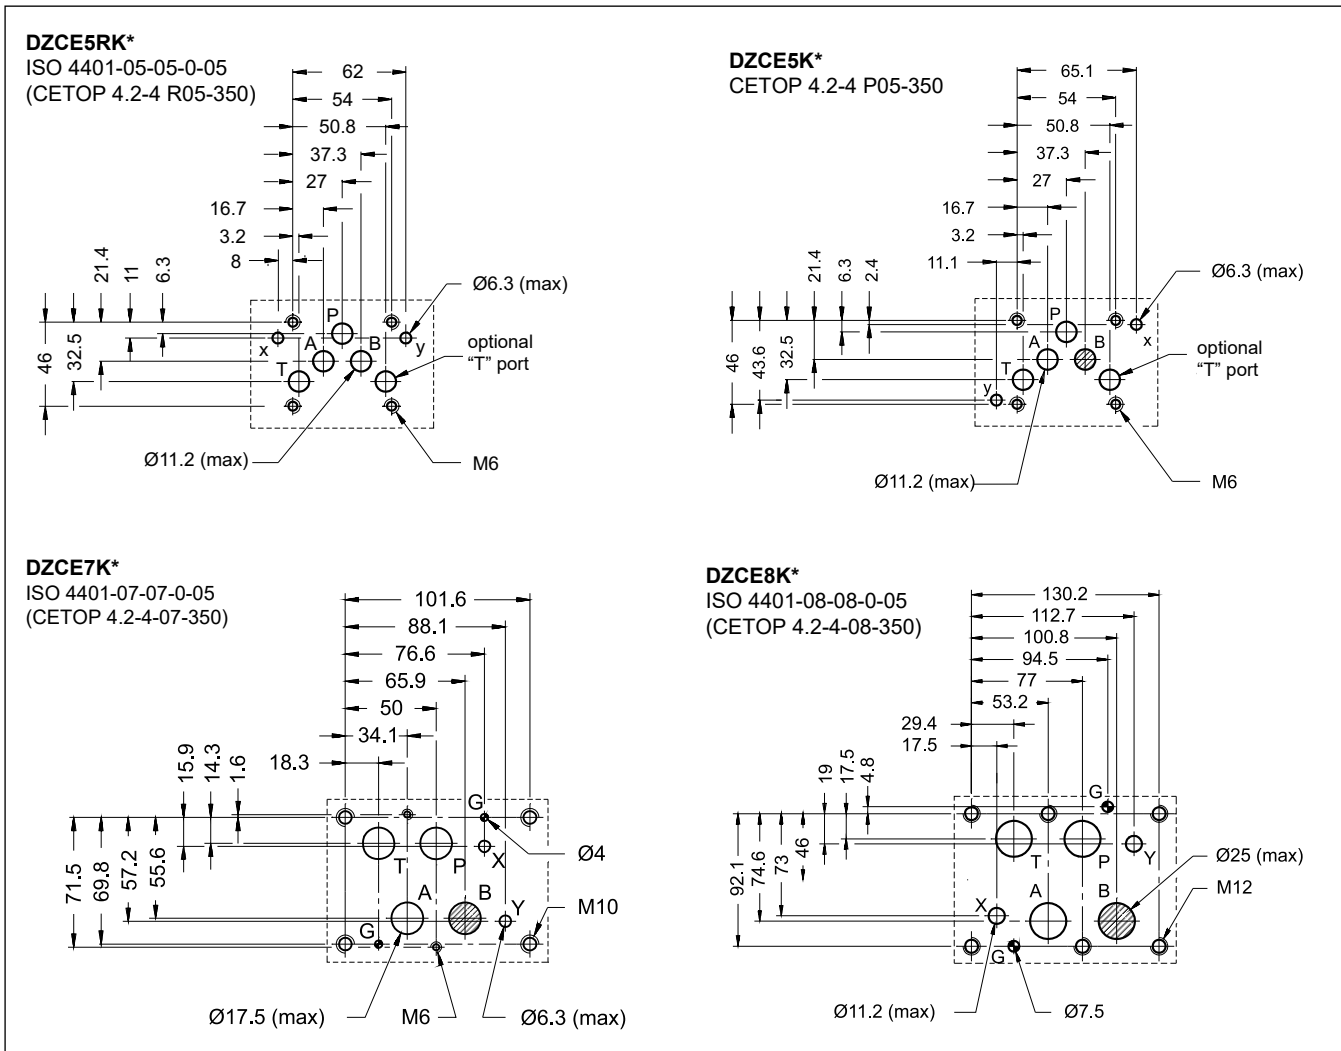 DZCE5RK*
ISO 4401-05-05-0-05
(CETOP 4.2-4 R05-350)
62
54
50.8
37.3
27
16.7
3.2
8
21.4
11
6.3
46
32.5
Ø6.3 (max)
P
A
B
x
y
T
optional
“T” port
Ø11.2 (max)
M6
DZCE5K*
CETOP 4.2-4 P05-350
65.1
54
50.8
37.3
27
16.7
3.2
11.1
21.4
6.3
2.4
46
43.6
32.5
Ø6.3 (max)
P
A
B
x
T
y
optional
“T” port
Ø11.2 (max)
M6
DZCE7K*
ISO 4401-07-07-0-05
(CETOP 4.2-4-07-350)
101.6
88.1
76.6
65.9
50
34.1
18.3
15.9
14.3
1.6
71.5
69.8
57.2
55.6
G
T
P
X
A
B
Y
G
Ø4
M10
Ø17.5 (max)
M6
Ø6.3 (max)
DZCE8K*
ISO 4401-08-08-0-05
(CETOP 4.2-4-08-350)
130.2
112.7
100.8
94.5
77
53.2
29.4
17.5
19
17.5
4.8
92.1
74.6
73
46
G
T
P
Y
A
B
X
G
Ø25 (max)
M12
Ø11.2 (max)
Ø7.5